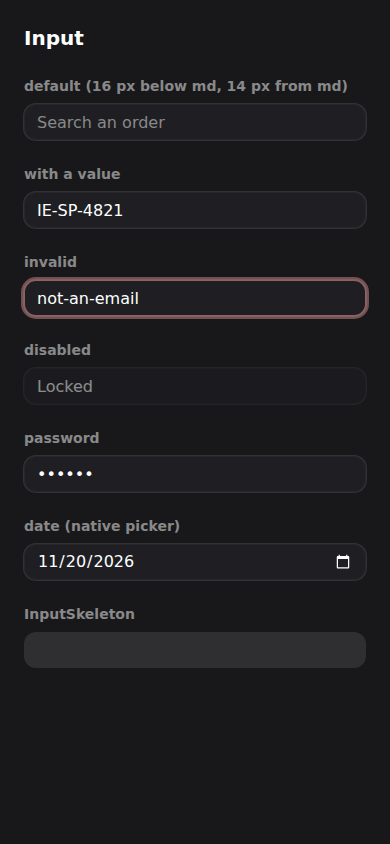 Input
default (16 px below md, 14 px from md)
Search an order
with a value
IE-SP-4821
invalid
not-an-email
disabled
Locked
password
••••••
date (native picker)
11/20/2026
InputSkeleton